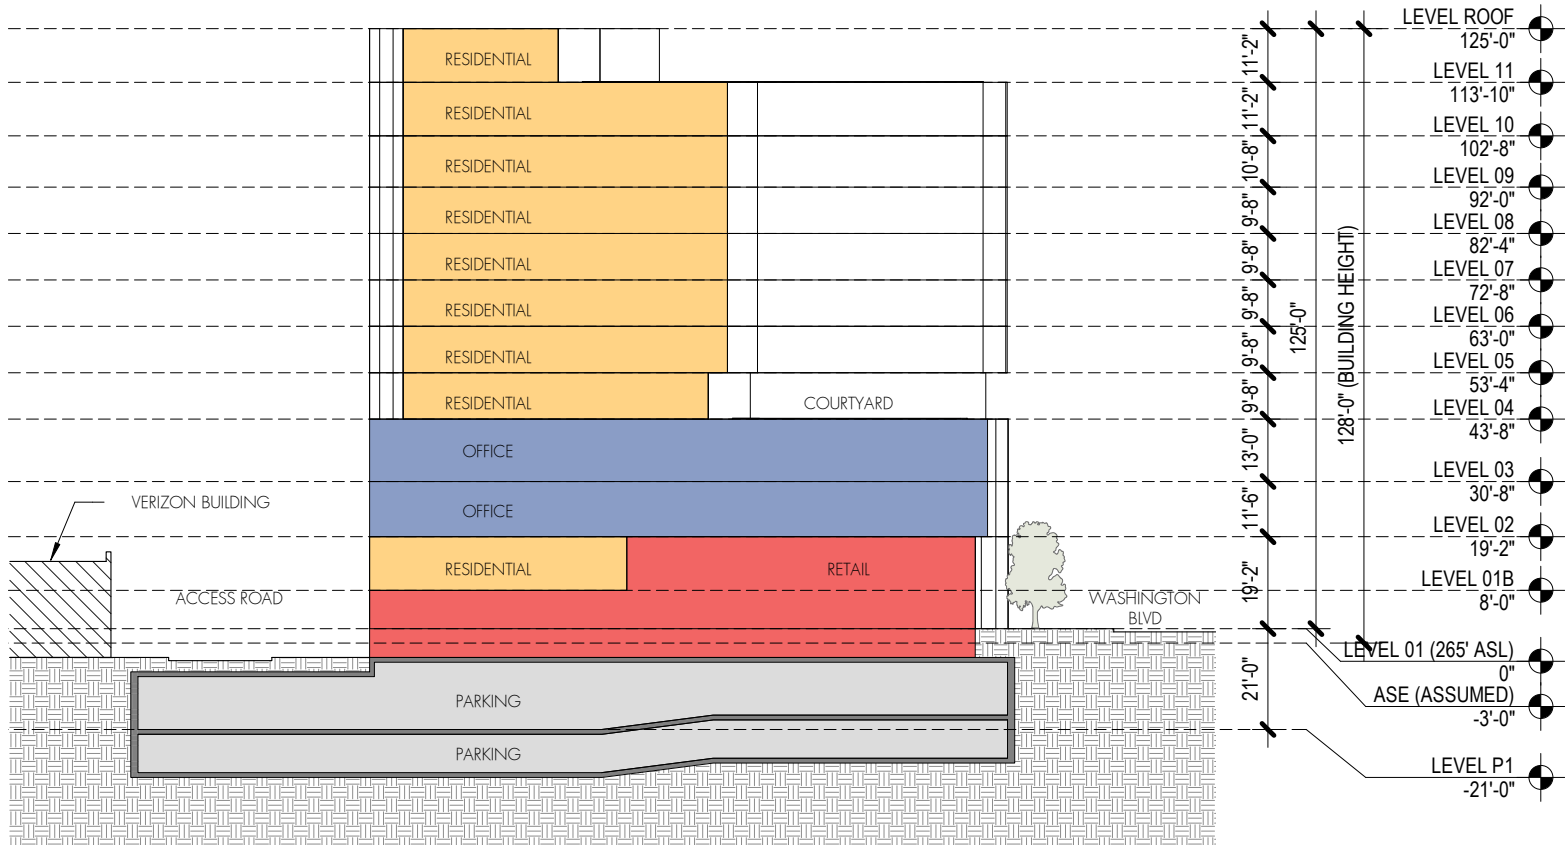 LEVEL ROOF
125'-0"
11'-2"
RESIDENTIAL
LEVEL 11
113'-10"
11'-2"
RESIDENTIAL
LEVEL 10
102'-8"
10'-8"
RESIDENTIAL
LEVEL 09
92'-0"
9'-8"
RESIDENTIAL
LEVEL 08
82'-4"
9'-8"
RESIDENTIAL
LEVEL 07
72'-8"
9'-8"
RESIDENTIAL
LEVEL 06
63'-0"
9'-8"
RESIDENTIAL
LEVEL 05
53'-4"
9'-8"
RESIDENTIAL
COURTYARD
LEVEL 04
43'-8"
125'-0"
128'-0" (BUILDING HEIGHT)
13'-0"
OFFICE
LEVEL 03
30'-8"
11'-6"
OFFICE
VERIZON BUILDING
LEVEL 02
19'-2"
19'-2"
RESIDENTIAL
RETAIL
LEVEL 01B
8'-0"
ACCESS ROAD
WASHINGTON
BLVD
LEVEL 01 (265' ASL)
0"
21'-0"
ASE (ASSUMED)
-3'-0"
PARKING
PARKING
LEVEL P1
-21'-0"